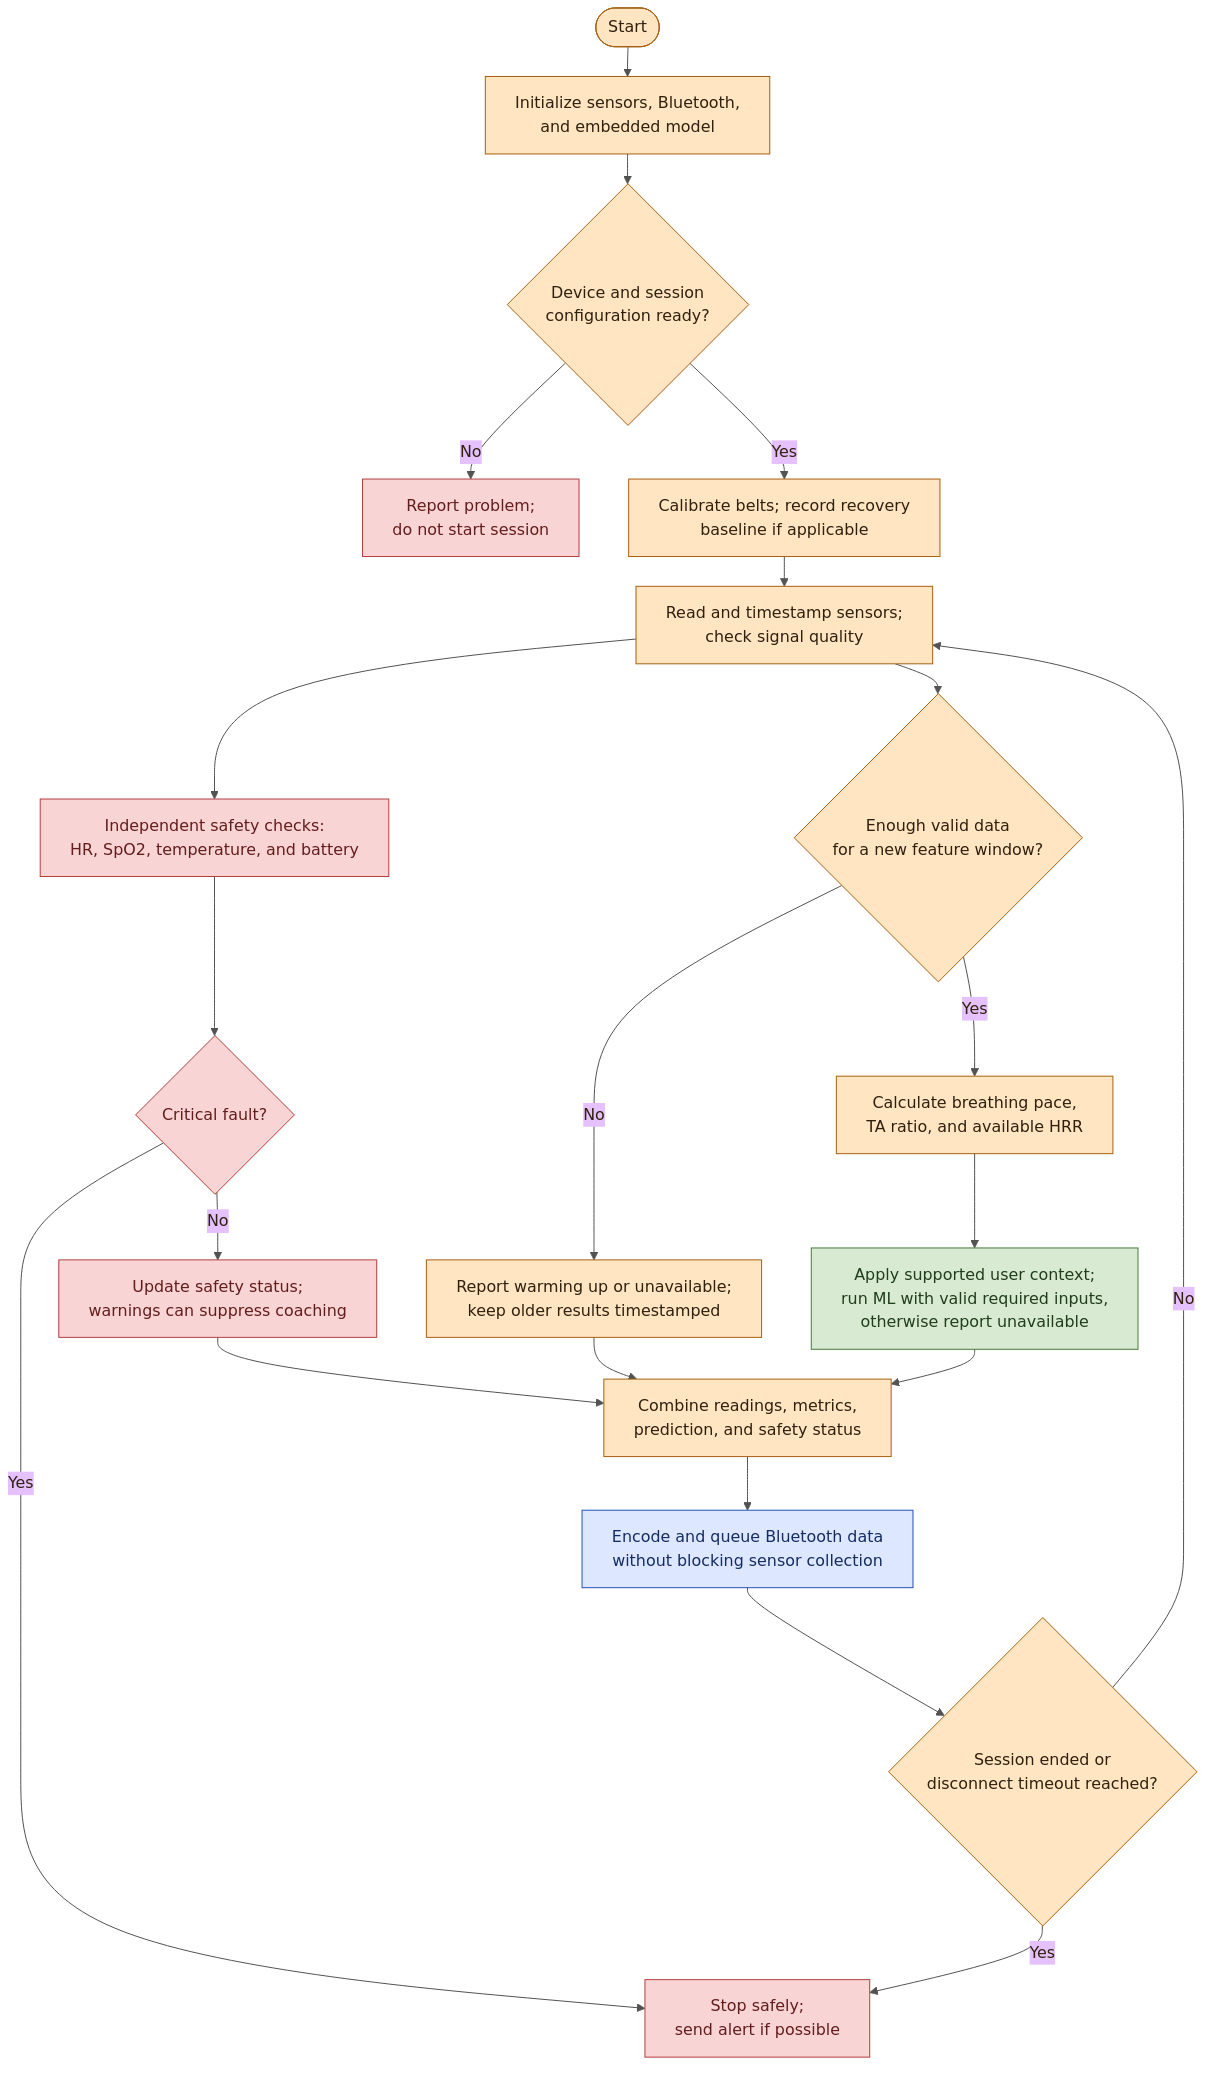 Start
Initialize sensors, Bluetooth,
and embedded model
Device and session
configuration ready?
No
Yes
Report problem;
do not start session
Calibrate belts; record recovery
baseline if applicable
Read and timestamp sensors;
check signal quality
Independent safety checks:
HR, SpO2, temperature, and battery
Enough valid data
for a new feature window?
Yes
Critical fault?
No
Calculate breathing pace,
TA ratio, and available HRR
No
Update safety status;
warnings can suppress coaching
Report warming up or unavailable;
keep older results timestamped
Apply supported user context;
run ML with valid required inputs,
otherwise report unavailable
No
Combine readings, metrics,
prediction, and safety status
Yes
Encode and queue Bluetooth data
without blocking sensor collection
Session ended or
disconnect timeout reached?
Yes
Stop safely;
send alert if possible